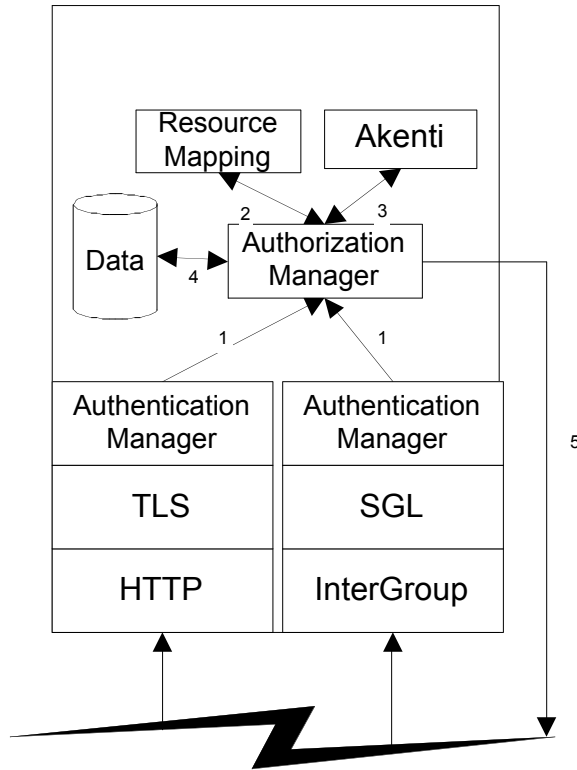 Resource
Mapping
Akenti
2
3
Data
4
Authorization
Manager
1
1
Authentication
Manager
Authentication
Manager
5
TLS
SGL
HTTP
InterGroup